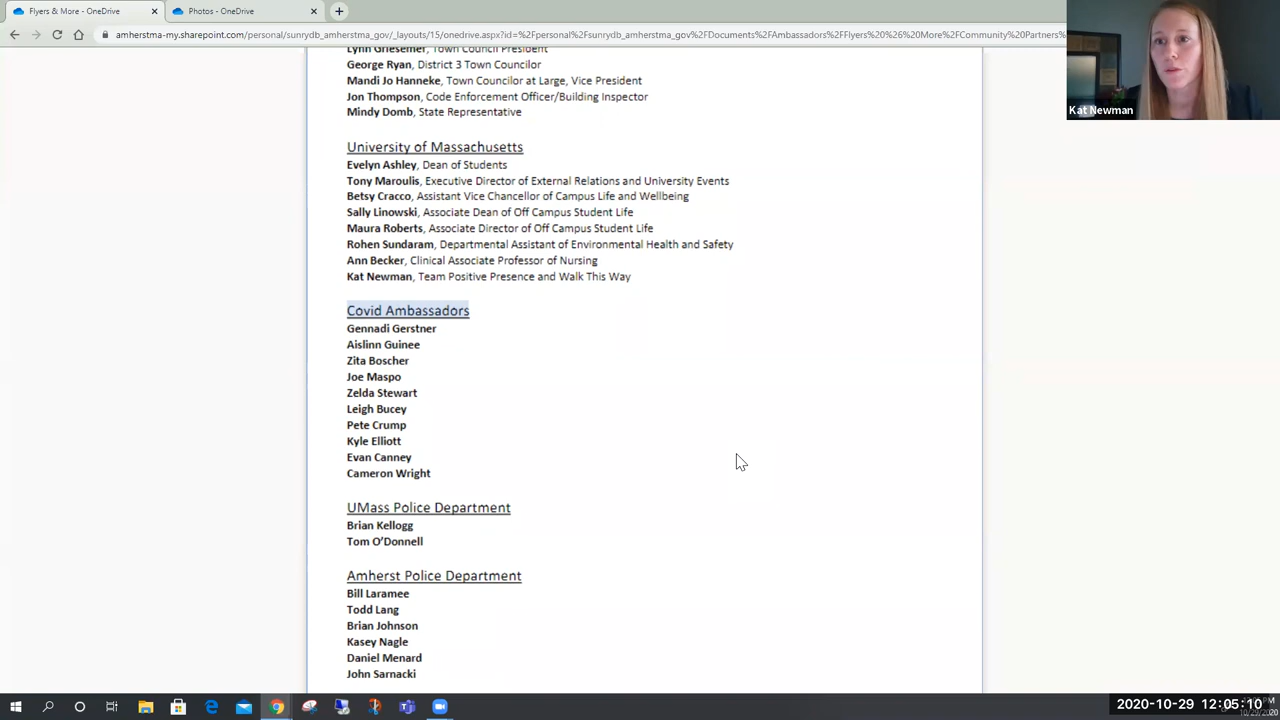 Flyers & More - OneDrive
Photos - OneDrive
amherstma-my.sharepoint.com/personal/sunrydb_amherstma_gov/_layouts/15/onedrive.aspx?id=%2Fpersonal%2Fsunrydb_amherstma_gov%2FDocuments%2FAmbassadors%2FFlyers%20%26%20More%2FCommunity%20Partners%
Kat Newman
Lynn Griesemer, Town Council President
George Ryan, District 3 Town Councilor
Mandi Jo Hanneke, Town Councilor at Large, Vice President
Jon Thompson, Code Enforcement Officer/Building Inspector
Mindy Domb, State Representative
University of Massachusetts
Evelyn Ashley, Dean of Students
Tony Maroulis, Executive Director of External Relations and University Events
Betsy Cracco, Assistant Vice Chancellor of Campus Life and Wellbeing
Sally Linowski, Associate Dean of Off Campus Student Life
Maura Roberts, Associate Director of Off Campus Student Life
Rohen Sundaram, Departmental Assistant of Environmental Health and Safety
Ann Becker, Clinical Associate Professor of Nursing
Kat Newman, Team Positive Presence and Walk This Way
Covid Ambassadors
Gennadi Gerstner
Aislinn Guinee
Zita Boscher
Joe Maspo
Zelda Stewart
Leigh Bucey
Pete Crump
Kyle Elliott
Evan Canney
Cameron Wright
UMass Police Department
Brian Kellogg
Tom O’Donnell
Amherst Police Department
Bill Laramee
Todd Lang
Brian Johnson
Kasey Nagle
Daniel Menard
John Sarnacki
2020-10-29 12:05:10